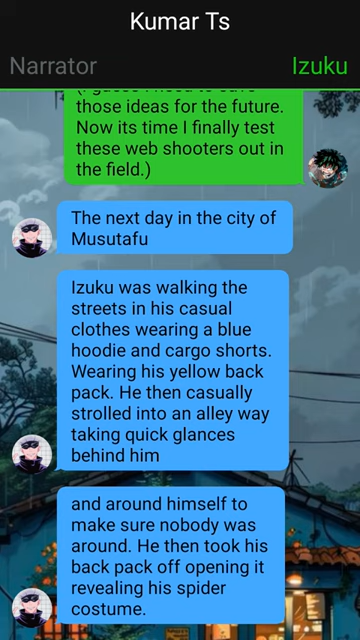 Kumar Ts
Narrator
Izuku
(I guess I need to save
those ideas for the future.
Now its time I finally test
these web shooters out in
the field.)
The next day in the city of
Musutafu
Izuku was walking the
streets in his casual
clothes wearing a blue
hoodie and cargo shorts.
Wearing his yellow back
pack. He then casually
strolled into an alley way
taking quick glances
behind him
and around himself to
make sure nobody was
around. He then took his
back pack off opening it
revealing his spider
costume.